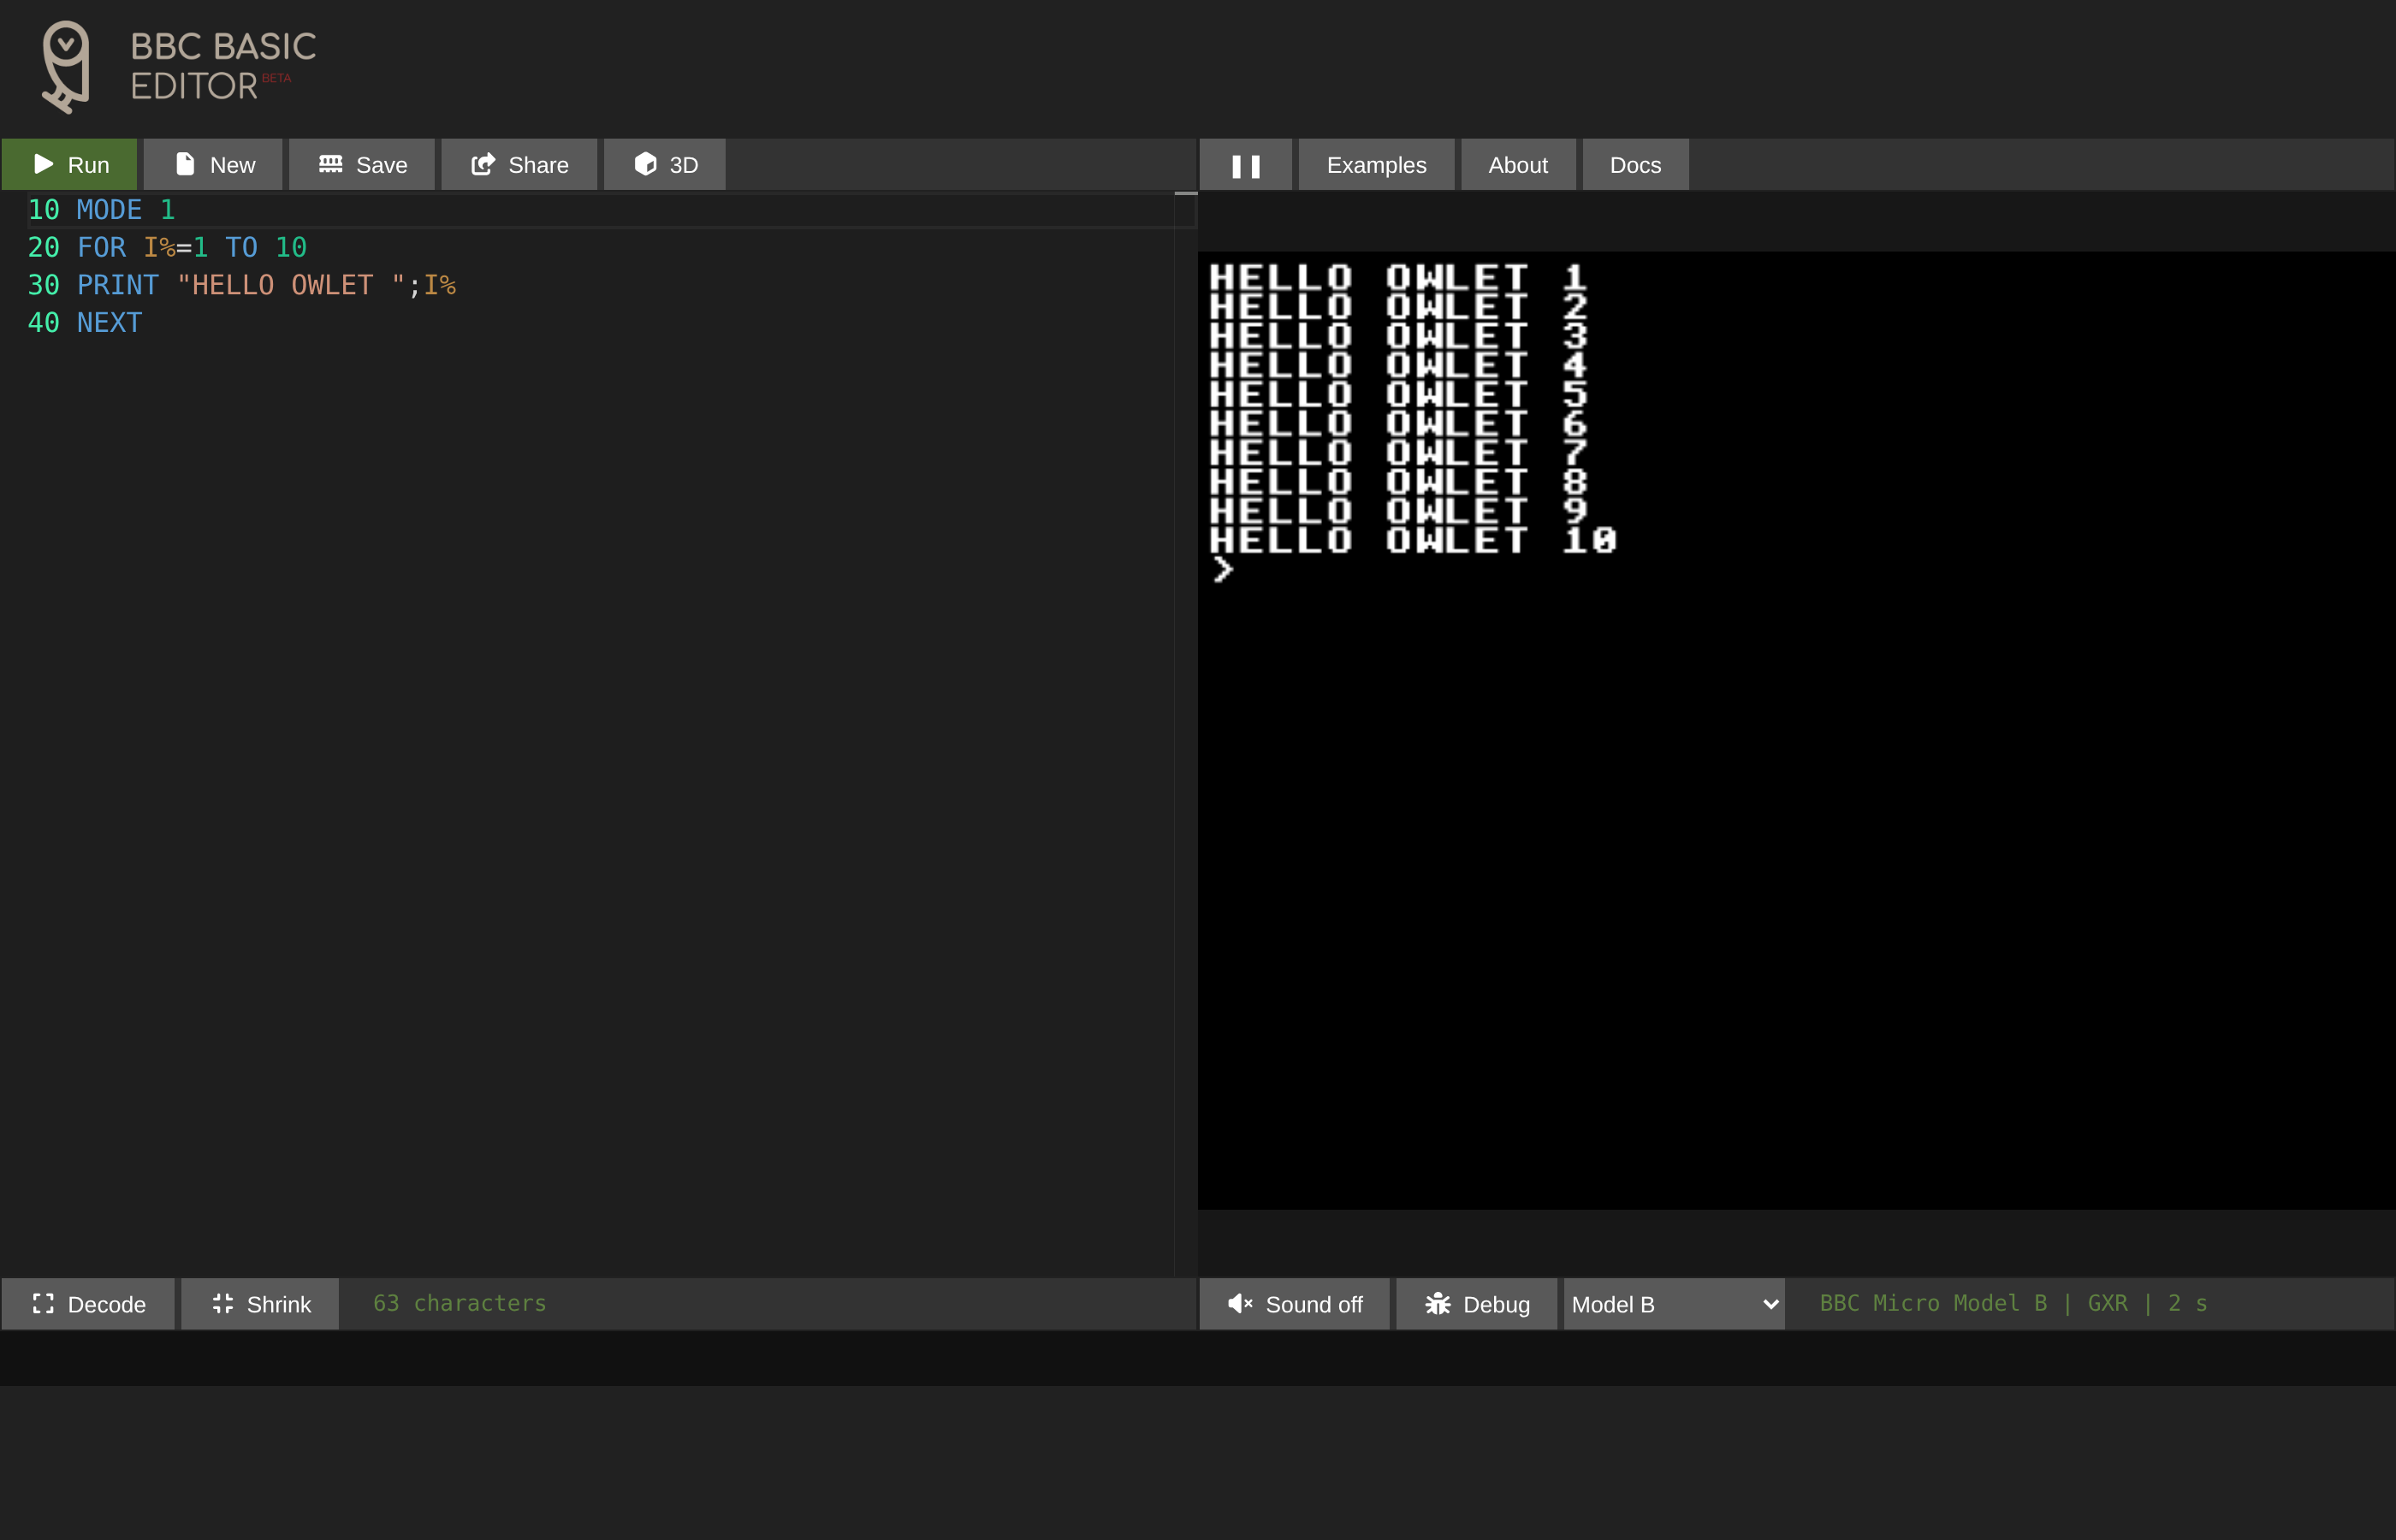 BBC BASIC
EDITOR BETA
Run New Save Share 3D
Examples About Docs
10 MODE 1
20 FOR I%=1 TO 10
30 PRINT "HELLO OWLET ";I%
40 NEXT
HELLO OWLET 1
HELLO OWLET 2
HELLO OWLET 3
HELLO OWLET 4
HELLO OWLET 5
HELLO OWLET 6
HELLO OWLET 7
HELLO OWLET 8
HELLO OWLET 9
HELLO OWLET 10
>
Decode Shrink 63 characters
Sound off Debug Model B BBC Micro Model B | GXR | 2 s